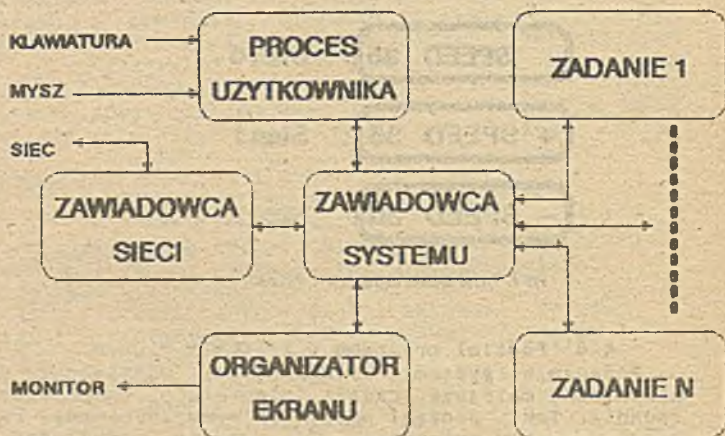 KLAWIATURA
PROCES
UZYTKOWNIKA
ZADANIE 1
MYSZ
SIEC
ZAWIADOWCA
SIECI
ZAWIADOWCA
SYSTEMU
ORGANIZATOR
EKRANU
MONITOR
ZADANIE N